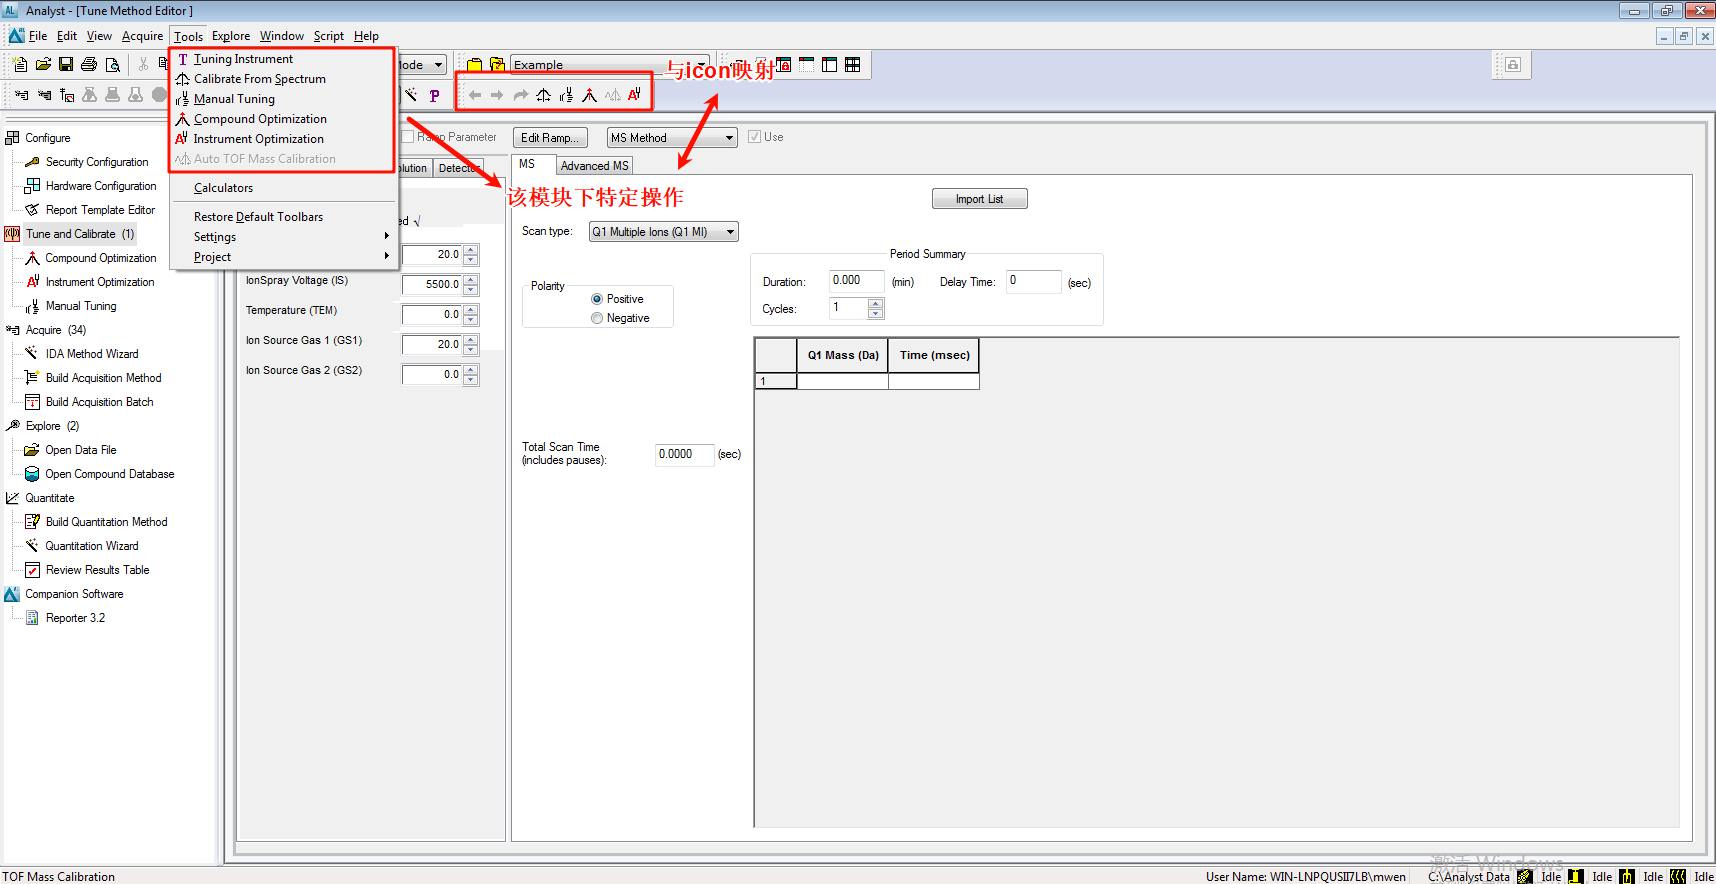 Analyst - [Tune Method Editor ]
File Edit View Acquire Tools Explore Window Script Help
Tuning Instrument
Calibrate From Spectrum
Manual Tuning
Compound Optimization
Instrument Optimization
Auto TOF Mass Calibration
Calculators
Restore Default Toolbars
Settings
Project
Mode
Example
与icon映射
该模块下特定操作
Configure
Security Configuration
Hardware Configuration
Report Template Editor
Tune and Calibrate (1)
Compound Optimization
Instrument Optimization
Manual Tuning
Acquire (34)
IDA Method Wizard
Build Acquisition Method
Build Acquisition Batch
Explore (2)
Open Data File
Open Compound Database
Quantitate
Build Quantitation Method
Quantitation Wizard
Review Results Table
Companion Software
Reporter 3.2
Ramp Parameter
Edit Ramp...
MS Method
Use
olution
Detector
ed √
20.0
IonSpray Voltage (IS) 5500.0
Temperature (TEM) 0.0
Ion Source Gas 1 (GS1) 20.0
Ion Source Gas 2 (GS2) 0.0
MS
Advanced MS
Import List
Scan type: Q1 Multiple Ions (Q1 MI)
Polarity
Positive
Negative
Period Summary
Duration: 0.000 (min) Delay Time: 0 (sec)
Cycles: 1
Q1 Mass (Da) Time (msec)
1
Total Scan Time
(includes pauses): 0.0000 (sec)
激活 Windows
TOF Mass Calibration
User Name: WIN-LNPQUSII7LB\mwen C:\Analyst Data Idle Idle Idle Idle